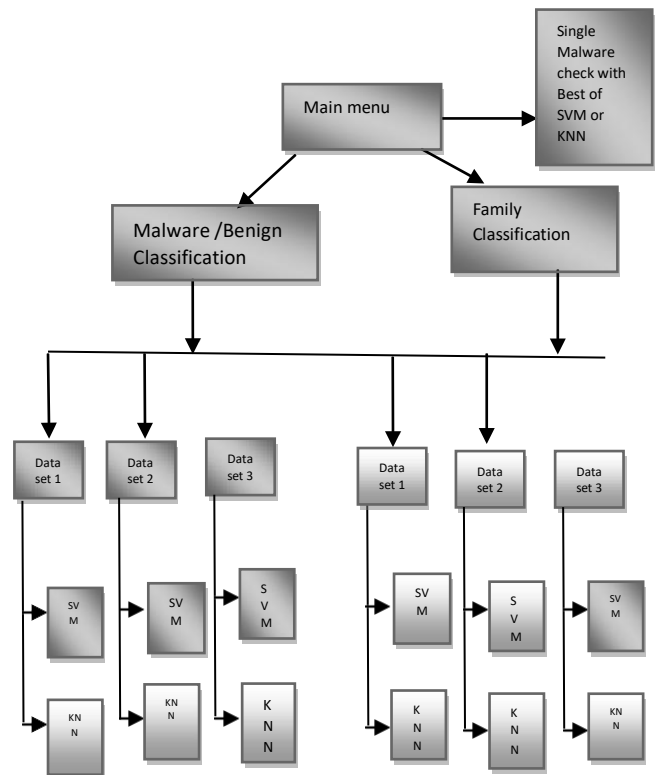 Single
Malware
check with
Best of
SVM or
KNN
Main menu
Malware /Benign
Classification
Family
Classification
Data
set 1
Data
set 2
Data
set 3
Data
set 1
Data
set 2
Data
set 3
SV
M
SV
M
S
V
M
SV
M
S
V
M
SV
M
KN
N
KN
N
K
N
N
K
N
N
K
N
N
KN
N